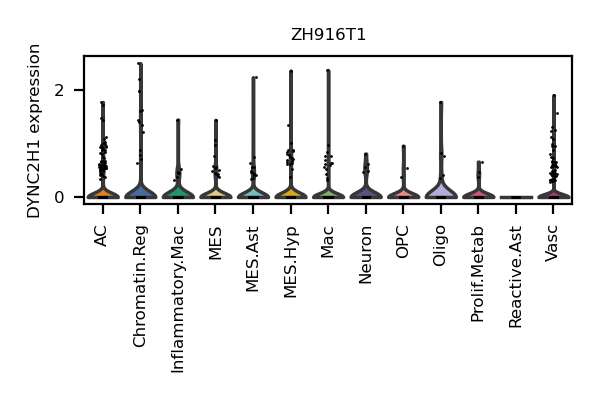 ZH916T1
DYNC2H1 expression
2
0
AC
Chromatin.Reg
Inflammatory.Mac
MES
MES.Ast
MES.Hyp
Mac
Neuron
OPC
Oligo
Prolif.Metab
Reactive.Ast
Vasc